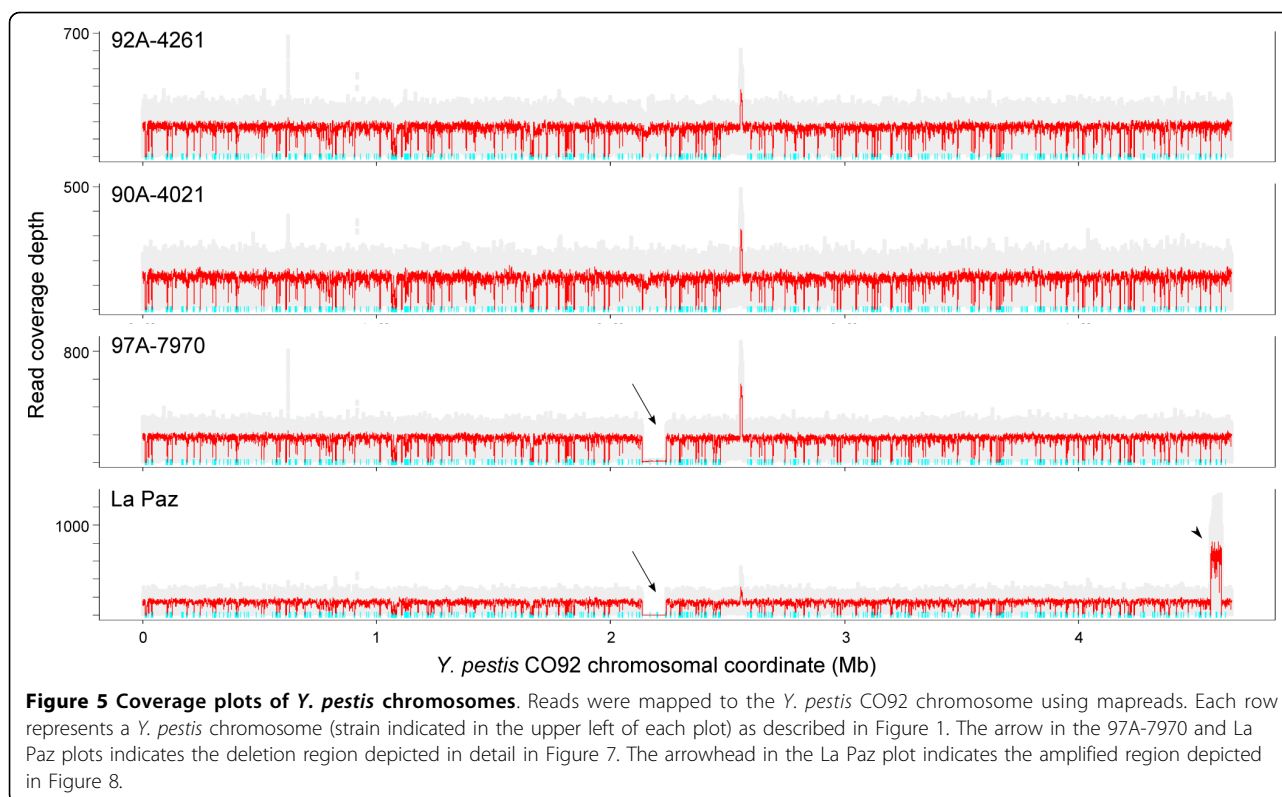 700
92A-4261
500
90A-4021
Read coverage depth
800
97A-7970
La Paz
1000
0 1 2 3 4
Y. pestis CO92 chromosomal coordinate (Mb)
Figure 5 Coverage plots of Y. pestis chromosomes. Reads were mapped to the Y. pestis CO92 chromosome using mapreads. Each row
represents a Y. pestis chromosome (strain indicated in the upper left of each plot) as described in Figure 1. The arrow in the 97A-7970 and La
Paz plots indicates the deletion region depicted in detail in Figure 7. The arrowhead in the La Paz plot indicates the amplified region depicted
in Figure 8.